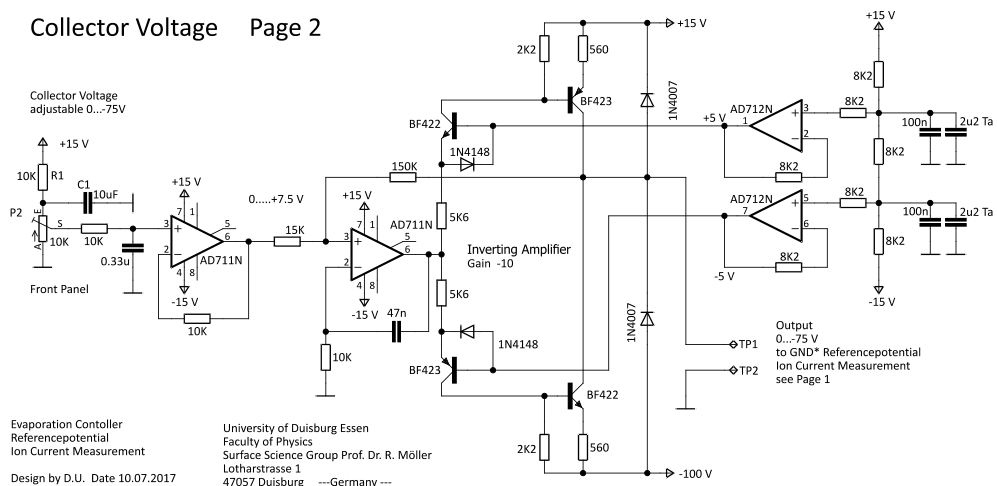 Collector Voltage Page 2
Collector Voltage
adjustable 0...-75V
+15 V
10K R1
C1
10uF
P2
E
S
A
10K
10K
0.33u
Front Panel
+15 V
7 1
3
+
5
6
2
−
4 8
AD711N
-15 V
10K
0.....+7.5 V
15K
150K
+15 V
7 1
3
+
AD711N
5
6
2
−
4 8
-15 V
47n
10K
Inverting Amplifier
Gain -10
5K6
5K6
BF422
1N4148
1N4148
BF423
2K2
560
BF423
+15 V
1N4007
1N4007
BF422
2K2
560
-100 V
+5 V
AD712N
1
3
+
2
−
8K2
8K2
AD712N
7
5
+
6
−
-5 V
8K2
8K2
+15 V
8K2
8K2
8K2
-15 V
100n
2u2 Ta
100n
2u2 Ta
TP1
TP2
Output
0...-75 V
to GND* Referencepotential
Ion Current Measurement
see Page 1
Evaporation Contoller
Referencepotential
Ion Current Measurement
Design by D.U. Date 10.07.2017
University of Duisburg Essen
Faculty of Physics
Surface Science Group Prof. Dr. R. Möller
Lotharstrasse 1
47057 Duisburg ---Germany ---